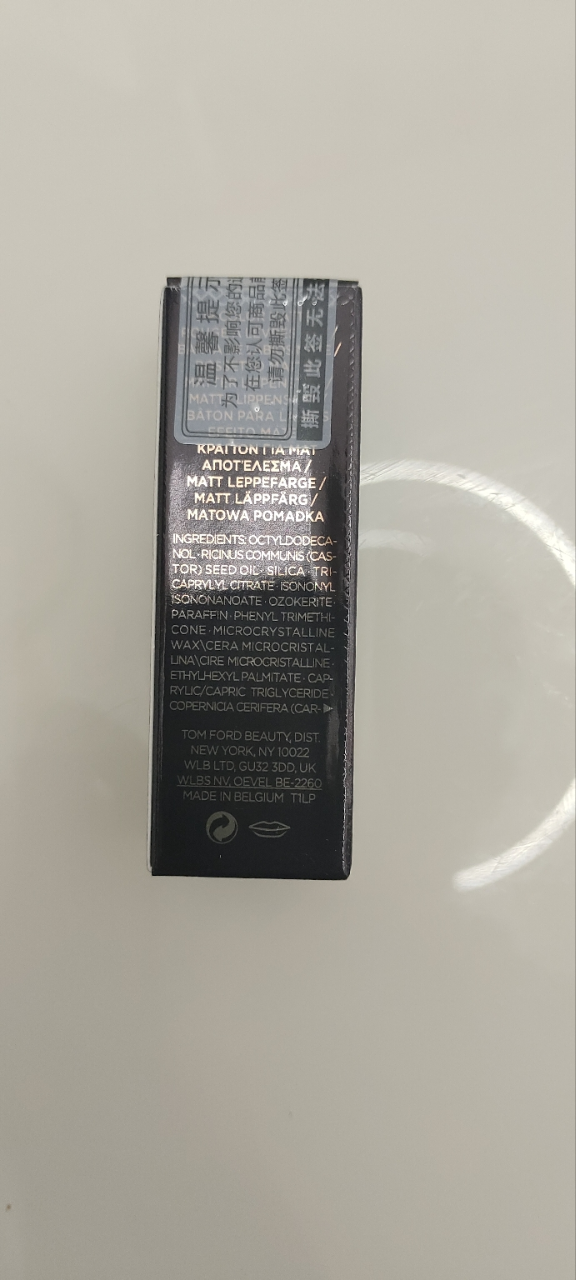 温馨提示
为了不影响您的
在您认可商品
请勿撕毁此签
撕毁此签无法
MATT LIPPENS
BÂTON PARA L
EFEITO MA
ΚΡΑΓΙΟΝ ΓΙΑ ΜΑΤ
ΑΠΟΤΈΛΕΣΜΑ /
MATT LEPPEFARGE /
MATT LÄPPFÄRG /
MATOWA POMADKA
INGREDIENTS: OCTYLDODECA-
NOL · RICINUS COMMUNIS (CAS-
TOR) SEED OIL · SILICA · TRI-
CAPRYLYL CITRATE · ISONONYL
ISONONANOATE · OZOKERITE ·
PARAFFIN · PHENYL TRIMETHI-
CONE · MICROCRYSTALLINE
WAX\CERA MICROCRISTAL-
LINA\CIRE MICROCRISTALLINE ·
ETHYLHEXYL PALMITATE · CAP-
RYLIC/CAPRIC TRIGLYCERIDE ·
COPERNICIA CERIFERA (CAR-
TOM FORD BEAUTY, DIST.
NEW YORK, NY 10022
WLB LTD, GU32 3DD, UK
WLBS NV, OEVEL BE-2260
MADE IN BELGIUM T1LP